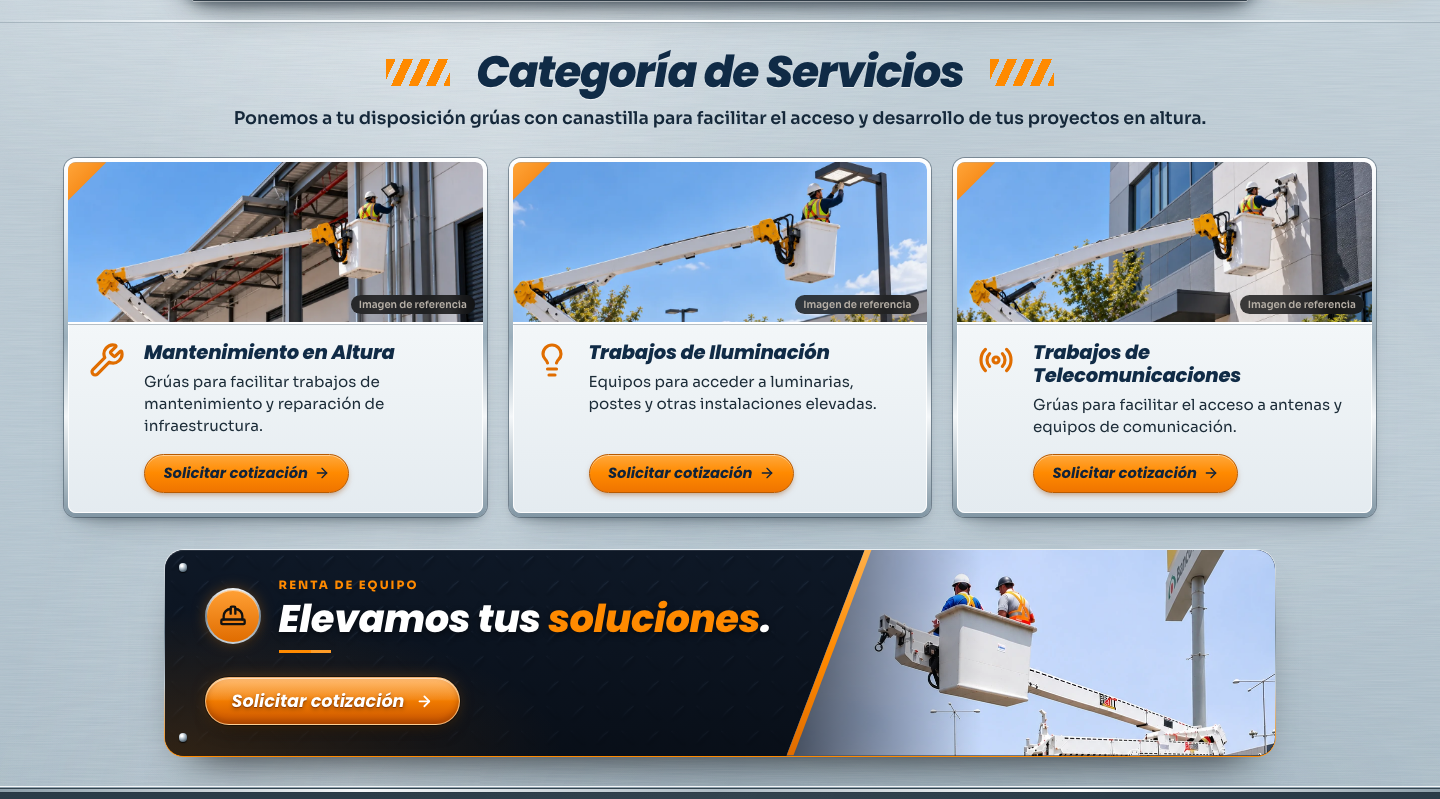 Categoría de Servicios
Ponemos a tu disposición grúas con canastilla para facilitar el acceso y desarrollo de tus proyectos en altura.
Imagen de referencia
Mantenimiento en Altura
Grúas para facilitar trabajos de
mantenimiento y reparación de
infraestructura.
Solicitar cotización
Imagen de referencia
Trabajos de Iluminación
Equipos para acceder a luminarias,
postes y otras instalaciones elevadas.
Solicitar cotización
Imagen de referencia
Trabajos de
Telecomunicaciones
Grúas para facilitar el acceso a antenas y
equipos de comunicación.
Solicitar cotización
RENTA DE EQUIPO
Elevamos tus soluciones.
Solicitar cotización